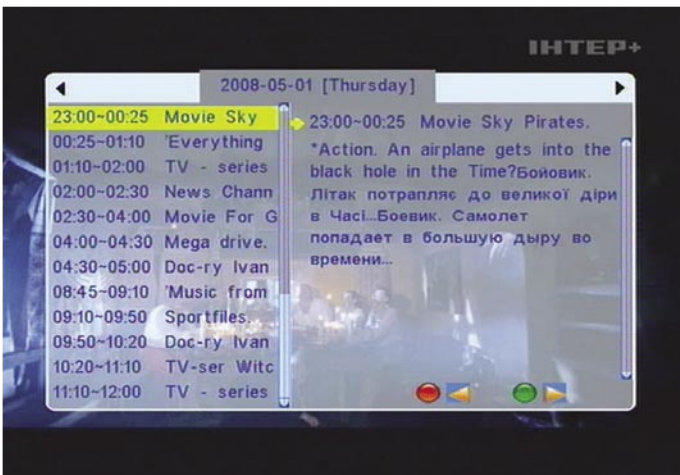 ІНТЕР+
2008-05-01 [Thursday]
23:00~00:25 Movie Sky
00:25~01:10 'Everything
01:10~02:00 TV - series
02:00~02:30 News Chann
02:30~04:00 Movie For G
04:00~04:30 Mega drive.
04:30~05:00 Doc-ry Ivan
08:45~09:10 'Music from
09:10~09:50 Sportfiles.
09:50~10:20 Doc-ry Ivan
10:20~11:10 TV-ser Witc
11:10~12:00 TV - series
23:00~00:25 Movie Sky Pirates.
*Action. An airplane gets into the
black hole in the Time?Бойовик.
Літак потрапляє до великої діри
в Часі...Боевик. Самолет
попадает в большую дыру во
времени...